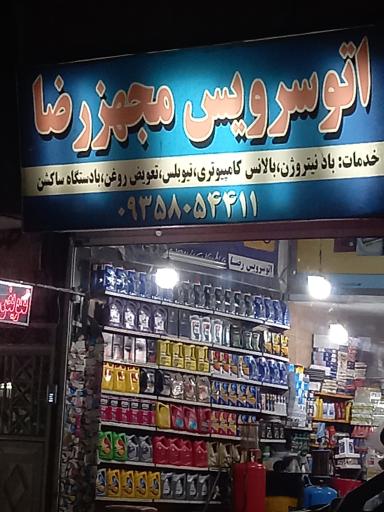 اتوسرویس مجهز رضا
خدمات: باد نیتروژن،بالانس کامپیوتری،تیوبلس،تعویض روغن،بادستگاه ساکشن
۰۹۳۵۸۰۵۴۴۱۱
اتوسرویس رضا